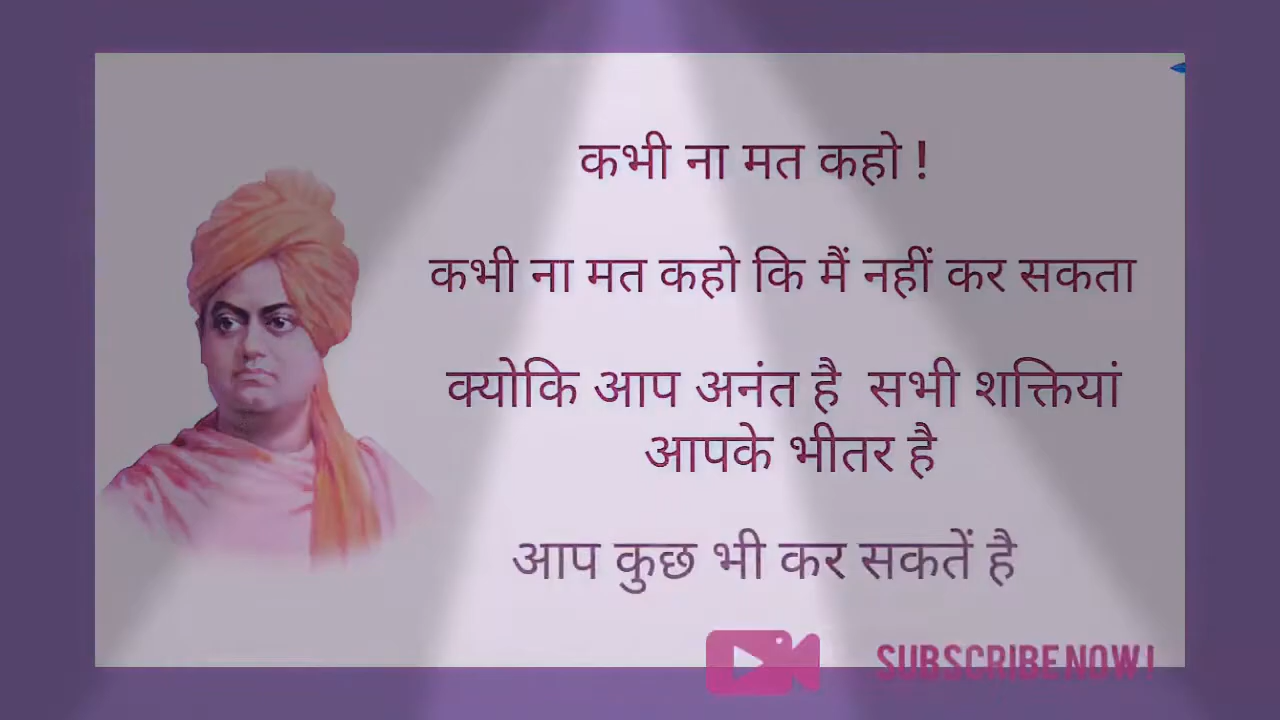 कभी ना मत कहो !
कभी ना मत कहो कि मैं नहीं कर सकता
क्योकि आप अनंत है सभी शक्तियां
आपके भीतर है
आप कुछ भी कर सकतें है
SUBSCRIBE NOW !